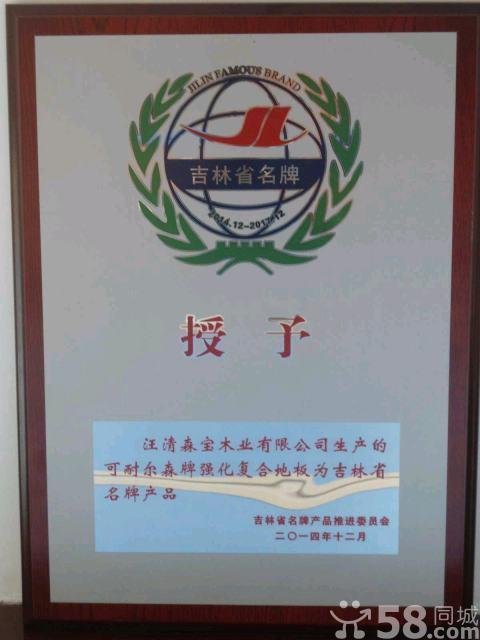 JILIN FAMOUS BRAND
吉林省名牌
2014.12-2017.12
授 予
汪清森宝木业有限公司生产的
可耐尔森牌强化复合地板为吉林省
名牌产品
吉林省名牌产品推进委员会
二〇一四年十二月
58同城
58.com